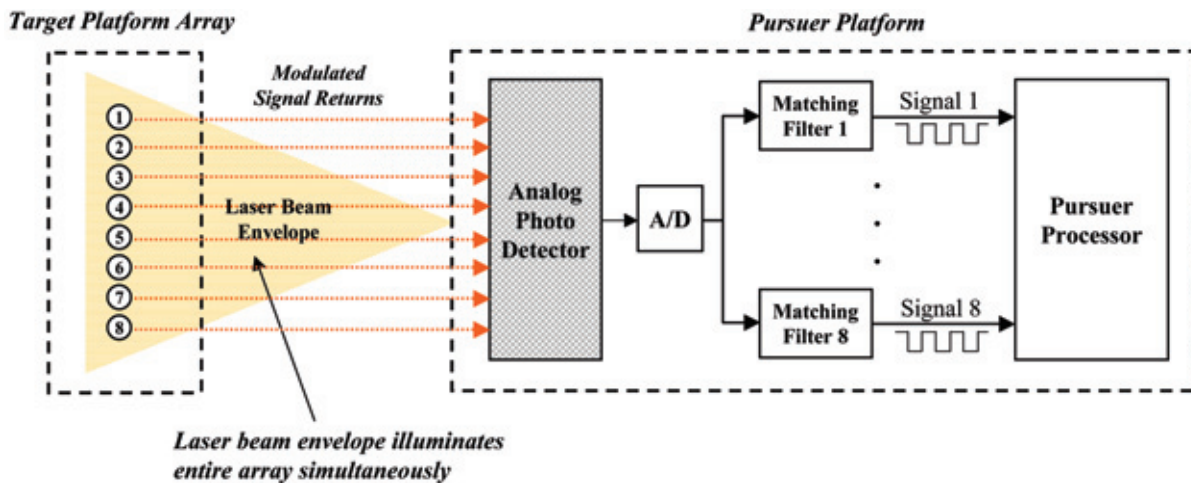 Target Platform Array
Pursuer Platform
Modulated
Signal Returns
1
2
3
4
5
6
7
8
Laser Beam
Envelope
Analog
Photo
Detector
A/D
Matching
Filter 1
Signal 1
Matching
Filter 8
Signal 8
Pursuer
Processor
Laser beam envelope illuminates
entire array simultaneously